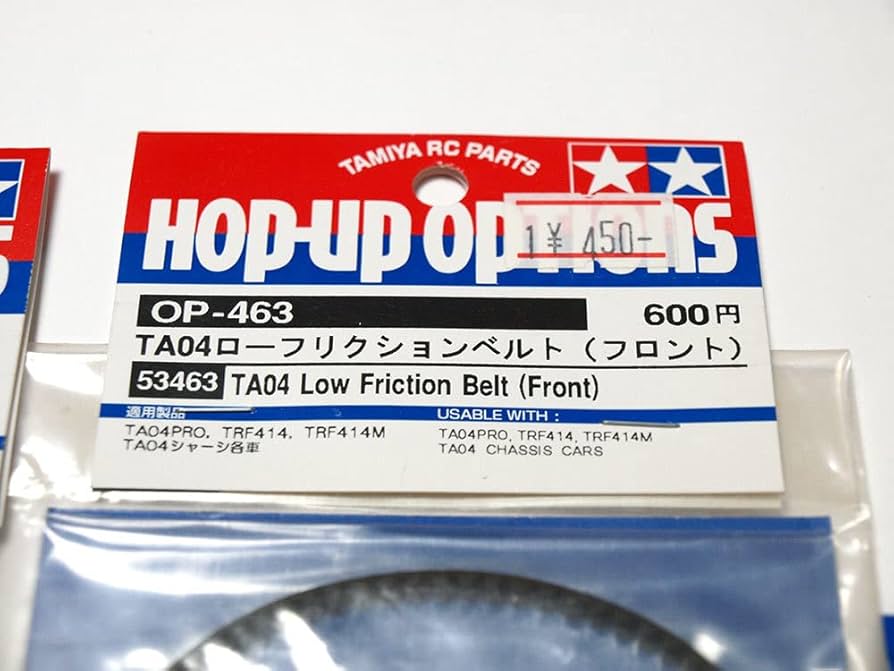 TAMIYA RC PARTS
HOP-UP OPTIONS
1 ¥ 450-
OP-463 600円
TA04ローフリクションベルト(フロント)
53463 TA04 Low Friction Belt (Front)
適用製品
TA04PRO. TRF414. TRF414M
TA04シャーシ各車
USABLE WITH :
TA04PRO, TRF414, TRF414M
TA04 CHASSIS CARS
S